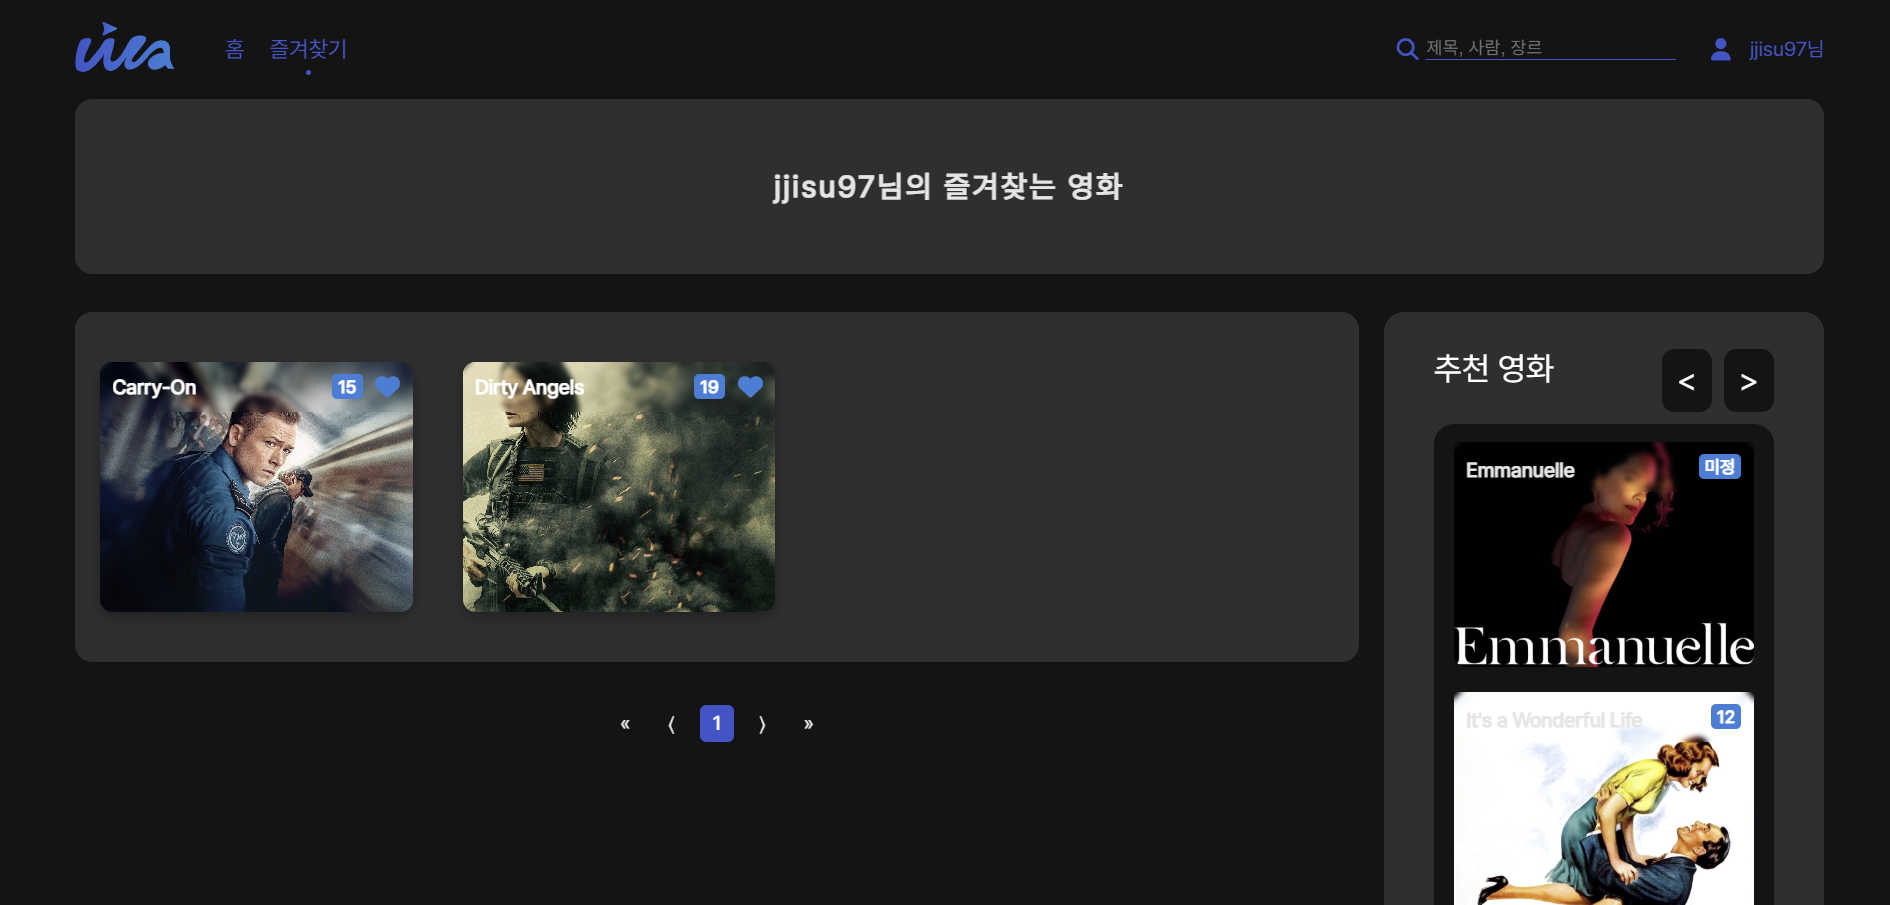 홈 즐겨찾기
제목, 사람, 장르
jjisu97님
jjisu97님의 즐겨찾는 영화
Carry-On 15
Dirty Angels 19
추천 영화 < >
Emmanuelle 미정
Emmanuelle
It's a Wonderful Life 12
« ⟨ 1 ⟩ »